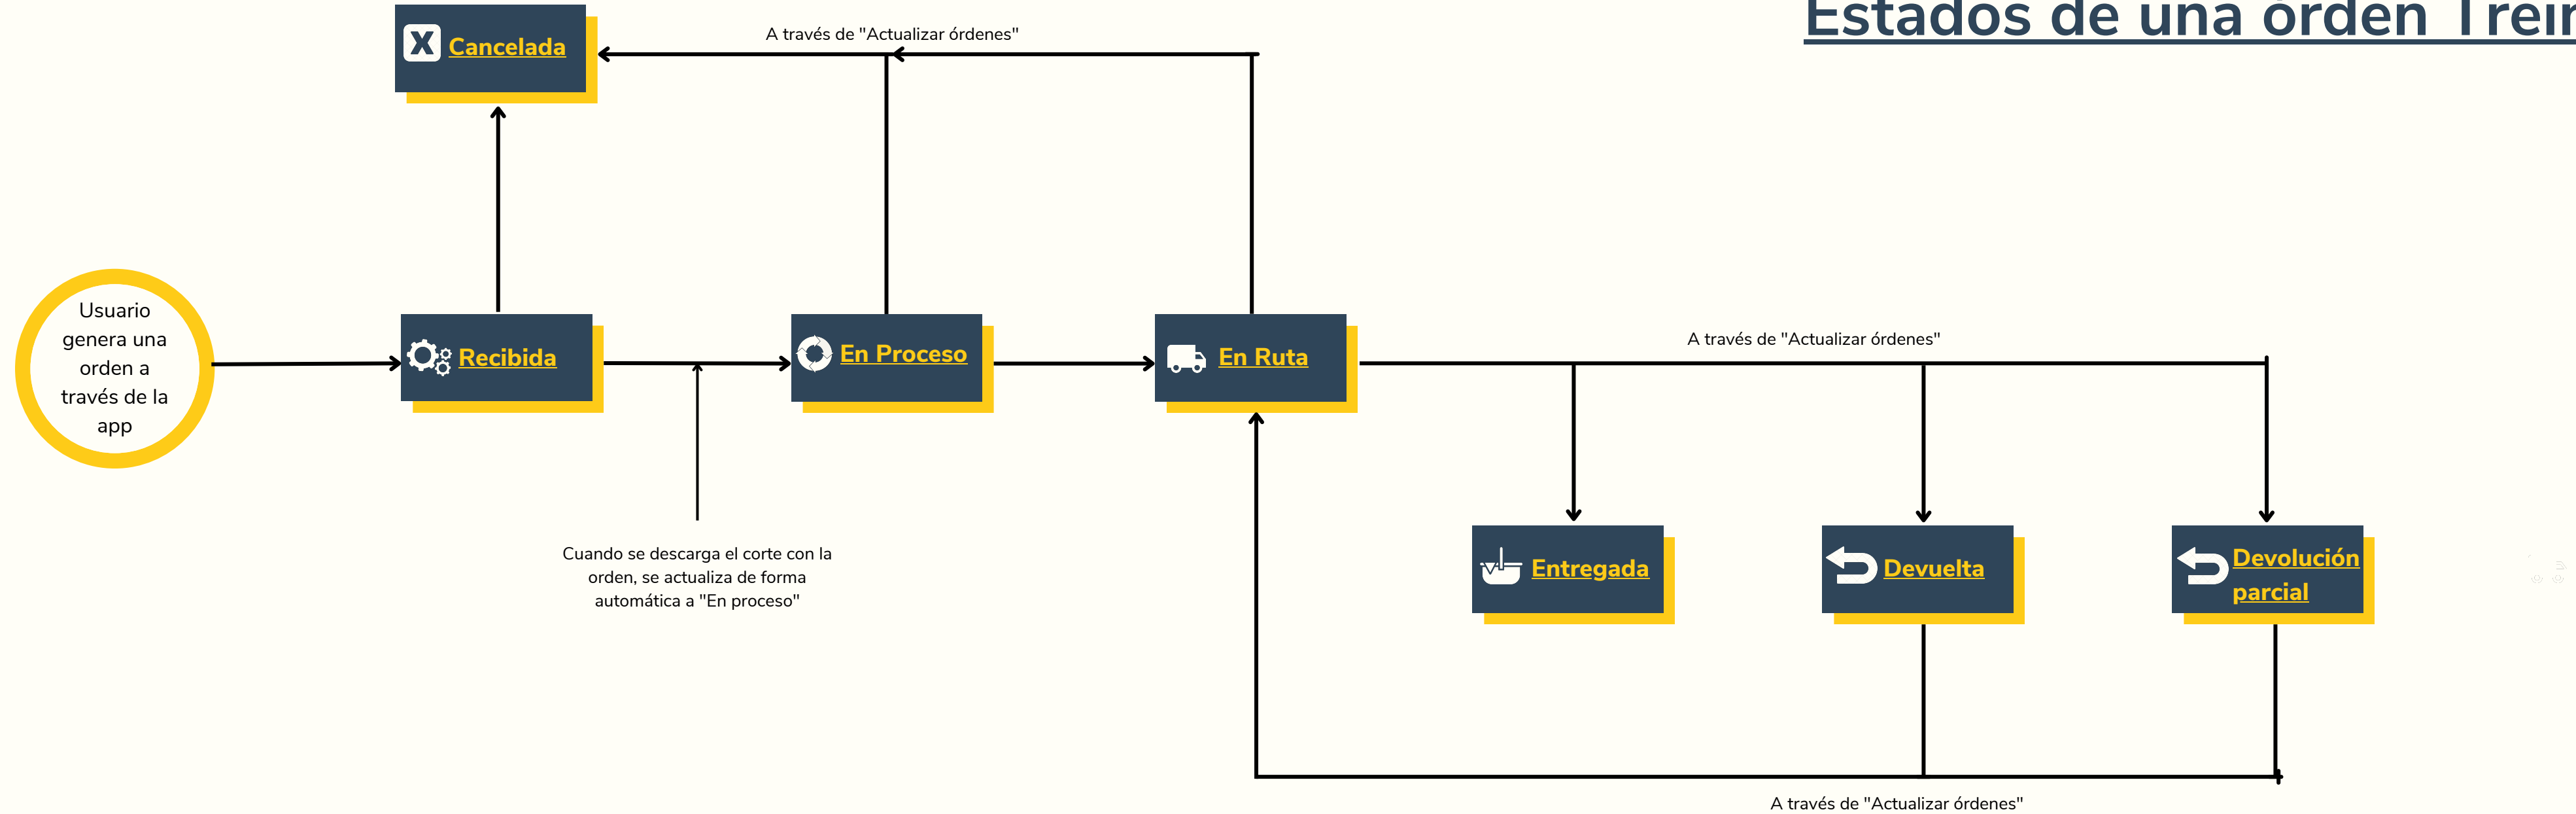 Estados de una órden
Cancelada
A través de "Actualizar órdenes"
Usuario
genera una
orden a
través de la
app
Recibida
En Proceso
En Ruta
A través de "Actualizar órdenes"
Cuando se descarga el corte con la
orden, se actualiza de forma
automática a "En proceso"
Entregada
Devuelta
Devolución
parcial
A través de "Actualizar órdenes"